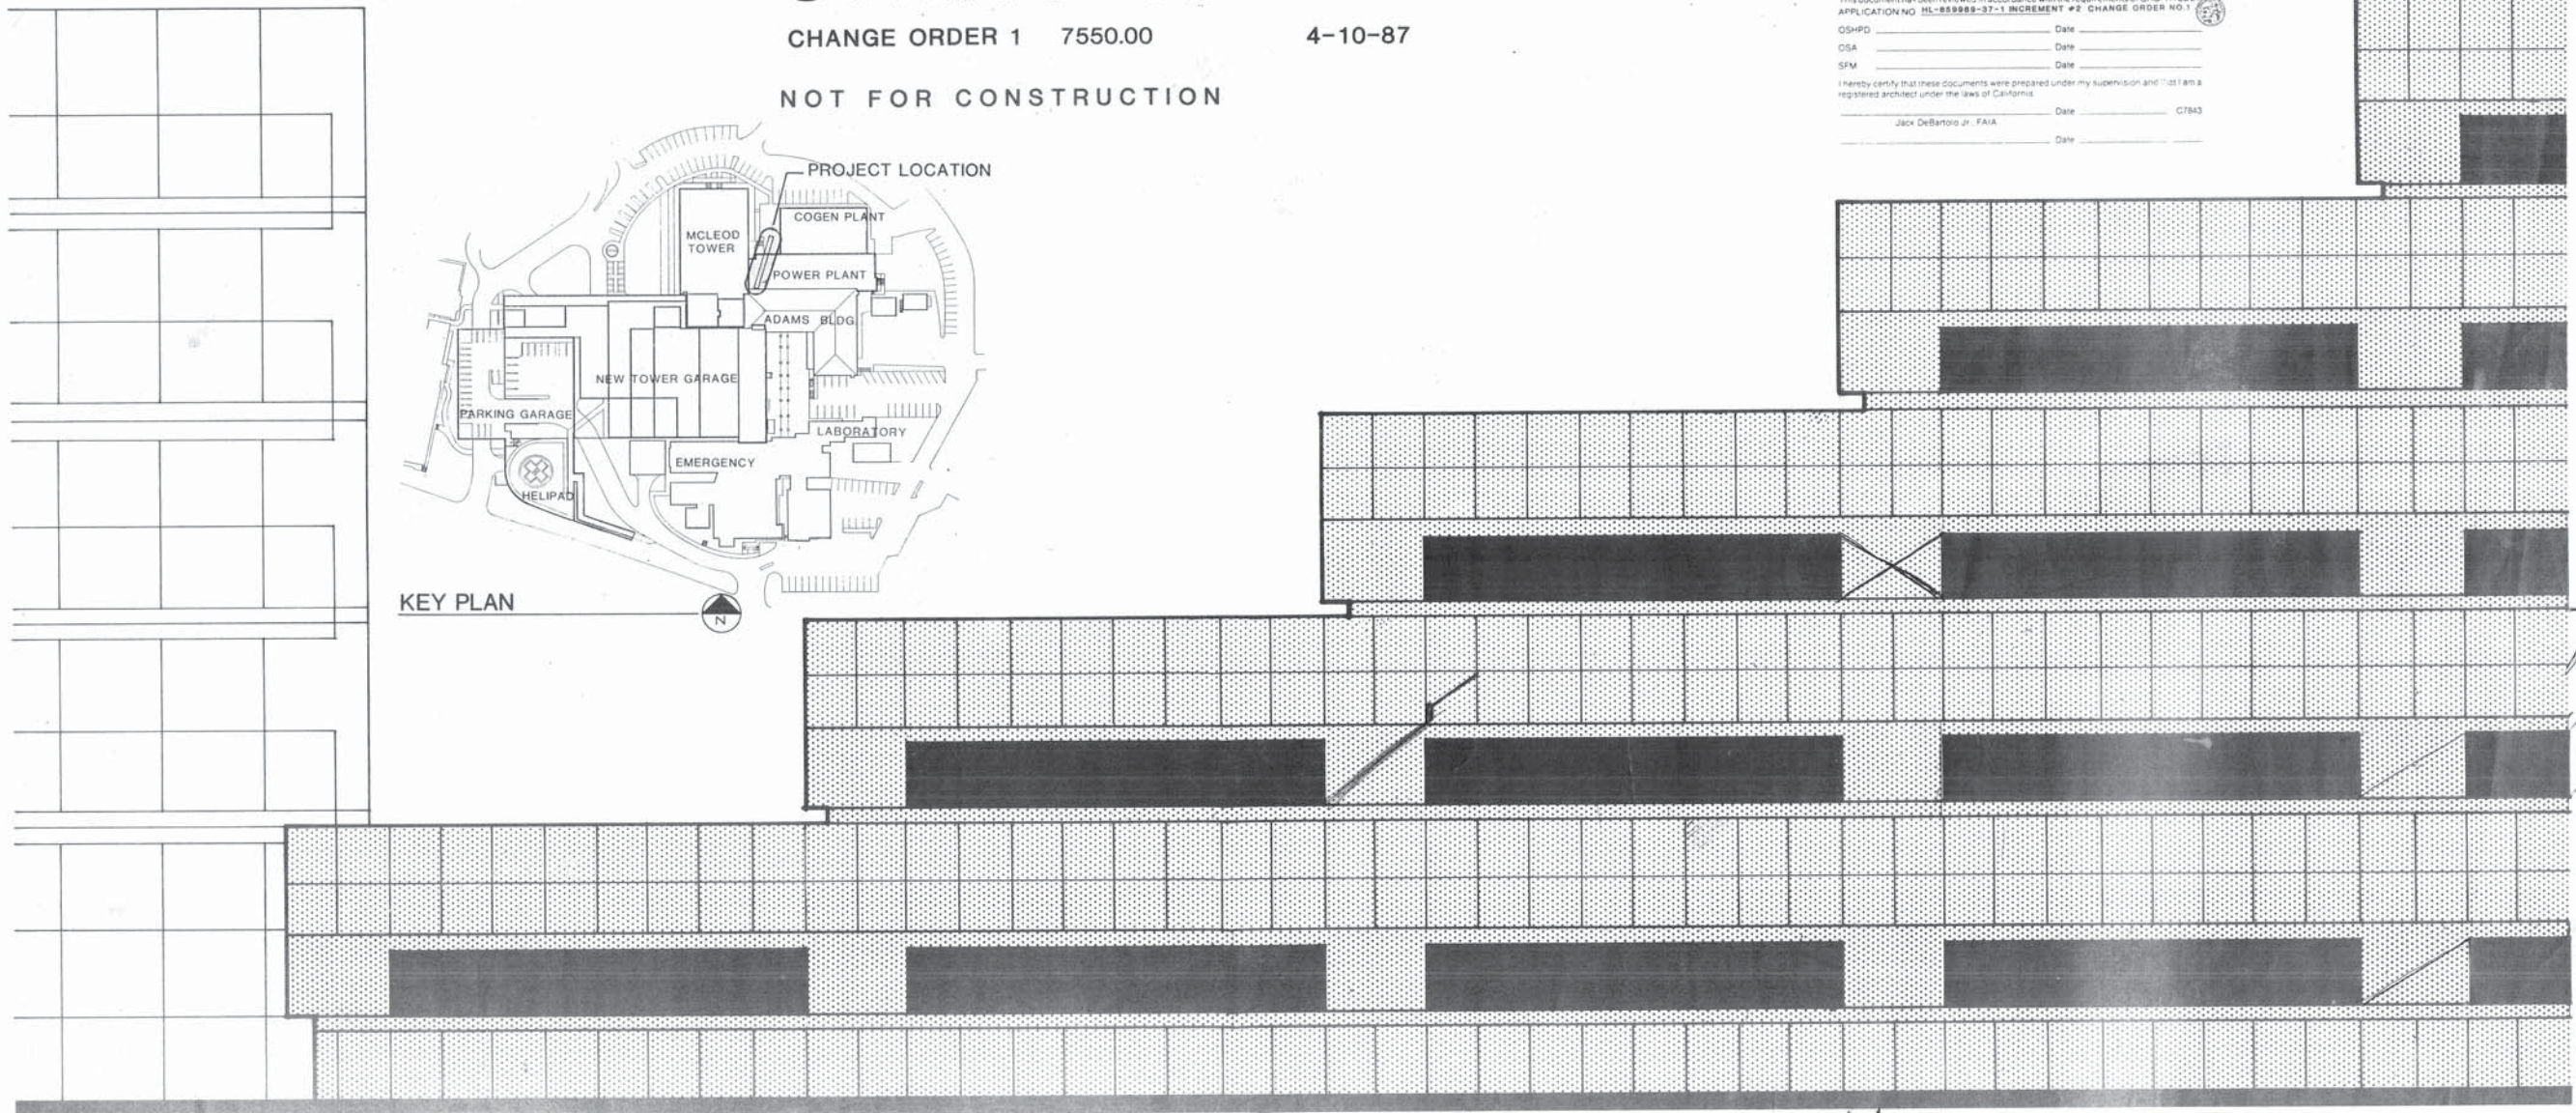 CHANGE ORDER 1 7550.00 4-10-87
NOT FOR CONSTRUCTION
APPLICATION NO HL-859989-37-1 INCREMENT #2 CHANGE ORDER NO.1
OSHPD Date
OSA Date
SFM Date
I hereby certify that these documents were prepared under my supervision and that I am a
registered architect under the laws of California
Date C7843
Jack DeBartolo Jr. FAIA
Date
PROJECT LOCATION
COGEN PLANT
MCLEOD
TOWER
POWER PLANT
ADAMS BLDG.
NEW TOWER GARAGE
PARKING GARAGE
LABORATORY
EMERGENCY
HELIPAD
KEY PLAN
N